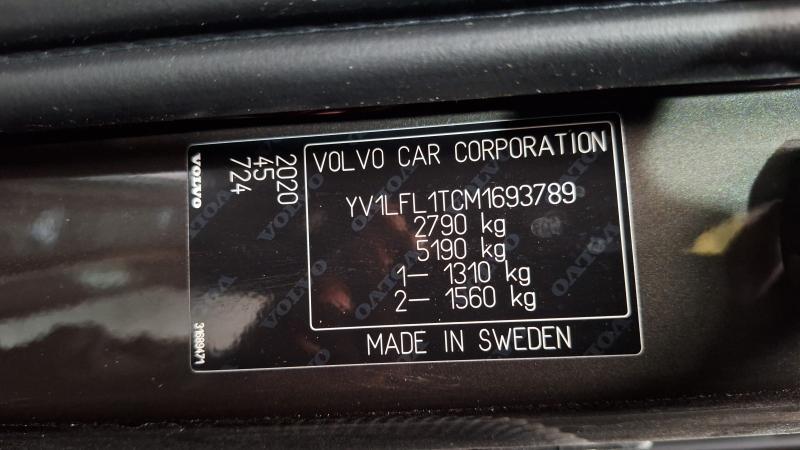 VOLVO CAR CORPORATION
YV1LFL1TCM1693789
2790 kg
5190 kg
1- 1310 kg
2- 1560 kg
MADE IN SWEDEN
2020
45
724
VOLVO
31689471